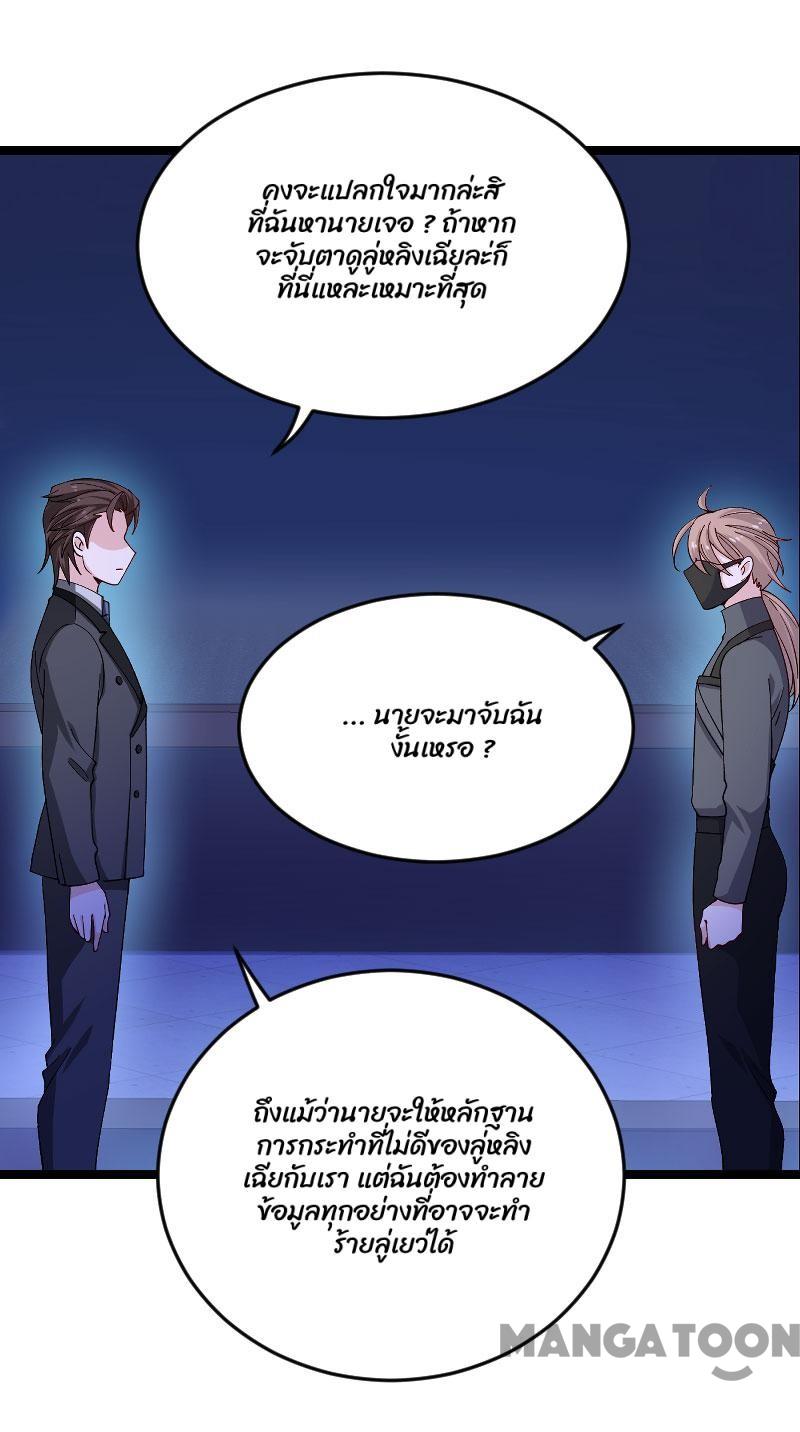 คงจะแปลกใจมากล่ะสิ
ที่ฉันหานายเจอ ? ถ้าหาก
จะจับตาดูลู่หลิงเฉียละก็
ที่นี่แหละเหมาะที่สุด
... นายจะมาจับฉัน
งั้นเหรอ ?
ถึงแม้ว่านายจะให้หลักฐาน
การกระทำที่ไม่ดีของลู่หลิง
เฉียกับเรา แต่ฉันต้องทำลาย
ข้อมูลทุกอย่างที่อาจจะทำ
ร้ายลู่เยว่ได้
MANGATOON